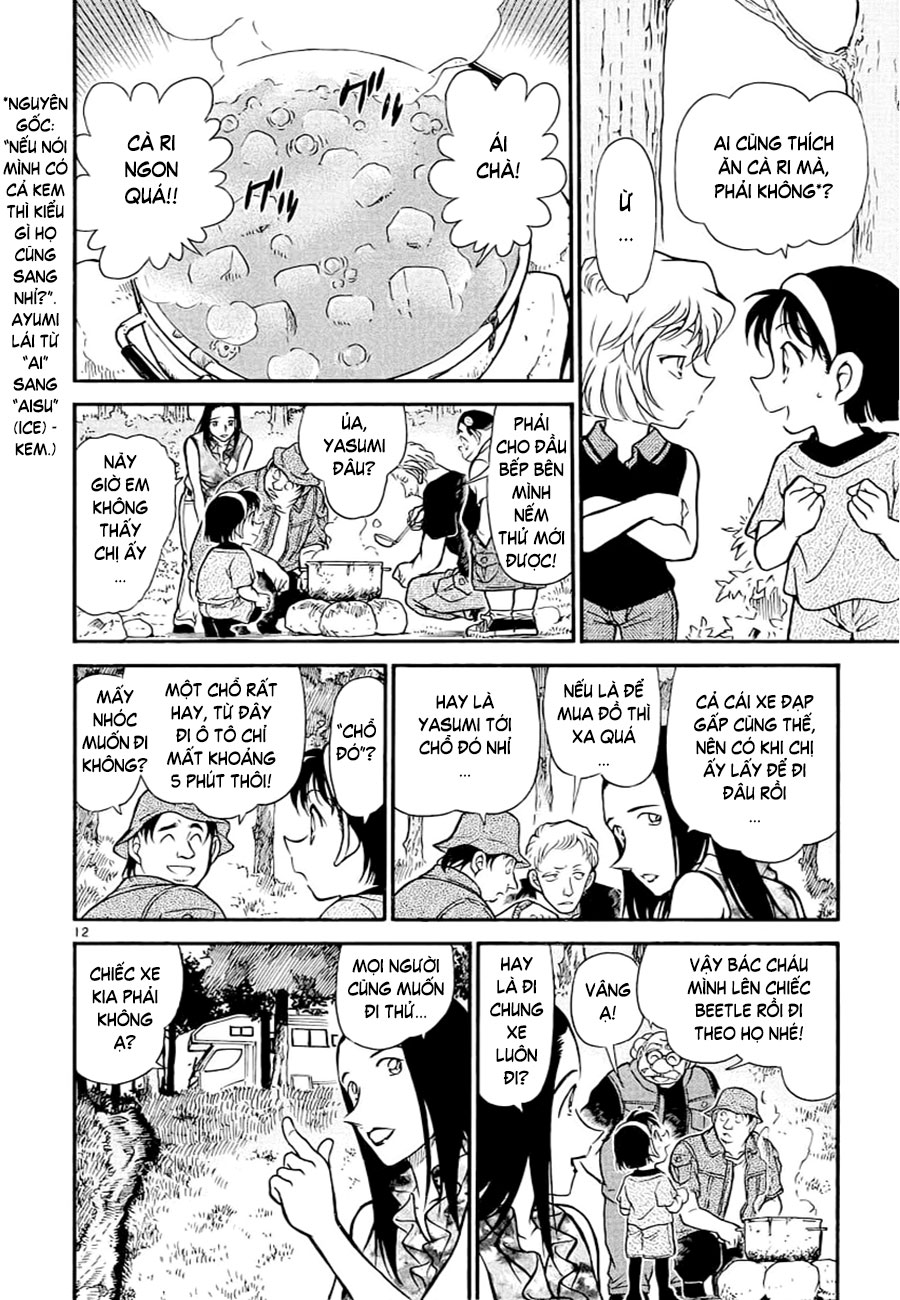 AI CŨNG THÍCH
ĂN CÀ RI MÀ,
PHẢI KHÔNG*?
Ừ
...
ÁI
CHÀ!
CÀ RI
NGON
QUÁ!!
*NGUYÊN
GỐC:
"NẾU NÓI
MÌNH CÓ
CẢ KEM
THÌ KIỂU
GÌ HỌ
CŨNG
SANG
NHỈ?".
AYUMI
LÁI TỪ
"AI"
SANG
"AISU"
(ICE) -
KEM.)
PHẢI
CHO ĐẦU
BẾP BÊN
MÌNH
NẾM
THỬ MỚI
ĐƯỢC!
ỦA,
YASUMI
ĐÂU?
NÀY
GIỜ EM
KHÔNG
THẤY
CHỊ ẤY
...
CẢ CÁI XE ĐẠP
GẤP CŨNG THẾ,
NÊN CÓ KHI CHỊ
ẤY LẤY ĐỂ ĐI
ĐÂU RỒI
...
NẾU LÀ ĐỂ
MUA ĐỒ THÌ
XA QUÁ
...
HAY LÀ
YASUMI TỚI
CHỖ ĐÓ NHỈ
...
"CHỖ
ĐÓ"?
MỘT CHỖ RẤT
HAY, TỪ ĐÂY
ĐI Ô TÔ CHỈ
MẤT KHOẢNG
5 PHÚT THÔI!
MẤY
NHÓC
MUỐN ĐI
KHÔNG?
12
VẬY BÁC CHÁU
MÌNH LÊN CHIẾC
BEETLE RỒI ĐI
THEO HỌ NHÉ!
VÂNG
Ạ!
HAY
LÀ ĐI
CHUNG
XE
LUÔN
ĐI?
MỌI NGƯỜI
CŨNG MUỐN
ĐI THỬ...
CHIẾC XE
KIA PHẢI
KHÔNG
Ạ?